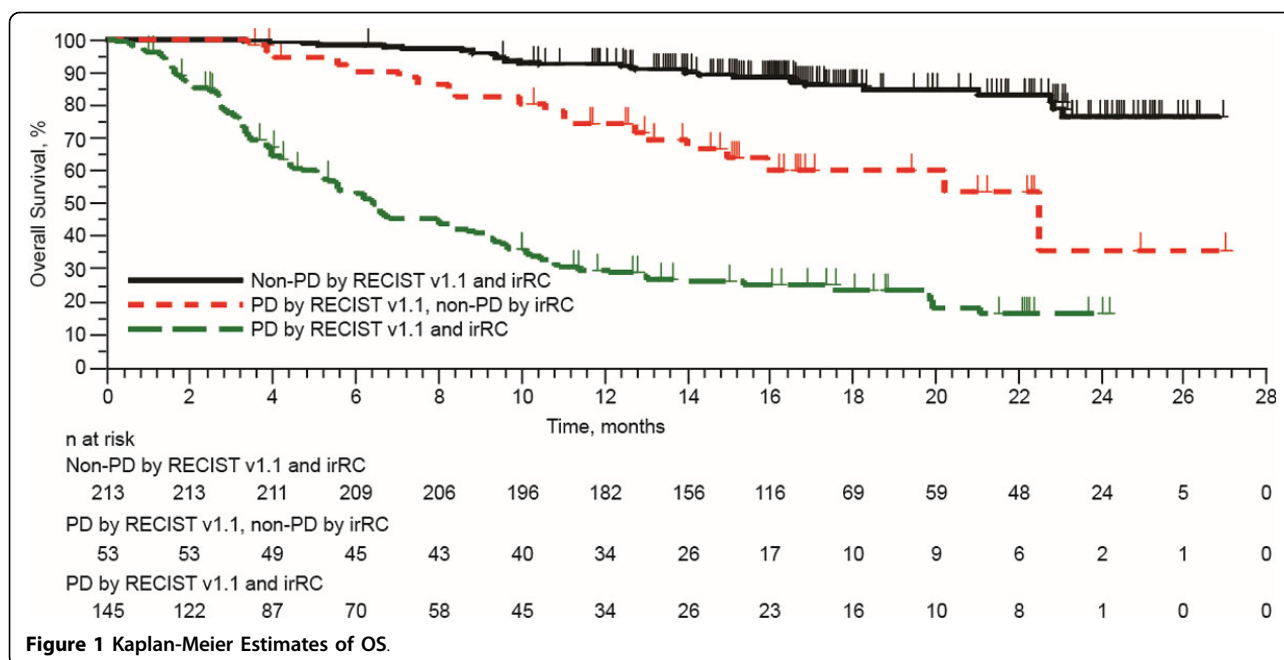 100
90
80
70
60
50
40
30
20
10
0
Overall Survival, %
Non-PD by RECIST v1.1 and irRC
PD by RECIST v1.1, non-PD by irRC
PD by RECIST v1.1 and irRC
0 2 4 6 8 10 12 14 16 18 20 22 24 26 28
Time, months
n at risk
Non-PD by RECIST v1.1 and irRC
213 213 211 209 206 196 182 156 116 69 59 48 24 5 0
PD by RECIST v1.1, non-PD by irRC
53 53 49 45 43 40 34 26 17 10 9 6 2 1 0
PD by RECIST v1.1 and irRC
145 122 87 70 58 45 34 26 23 16 10 8 1 0 0
Figure 1 Kaplan-Meier Estimates of OS.